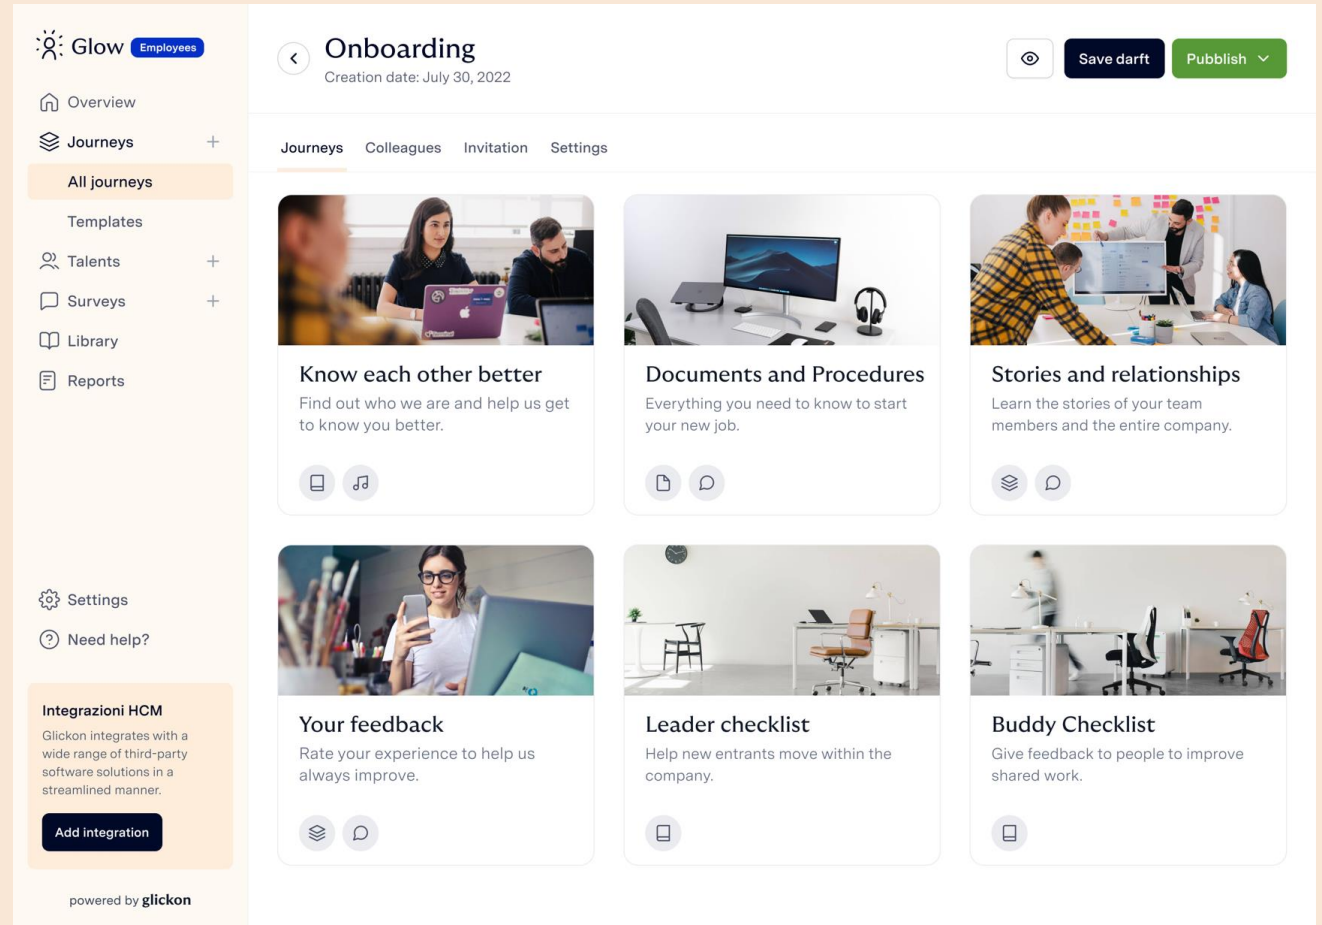 Glow Employees
Overview
Journeys
All journeys
Templates
Talents
Surveys
Library
Reports
Settings
Need help?
Integrazioni HCM
Glickon integrates with a
wide range of third-party
software solutions in a
streamlined manner.
Add integration
powered by glickon
Onboarding
Creation date: July 30, 2022
Save darft
Pubblish
Journeys Colleagues Invitation Settings
Know each other better
Find out who we are and help us get
to know you better.
Documents and Procedures
Everything you need to know to start
your new job.
Stories and relationships
Learn the stories of your team
members and the entire company.
Your feedback
Rate your experience to help us
always improve.
Leader checklist
Help new entrants move within the
company.
Buddy Checklist
Give feedback to people to improve
shared work.